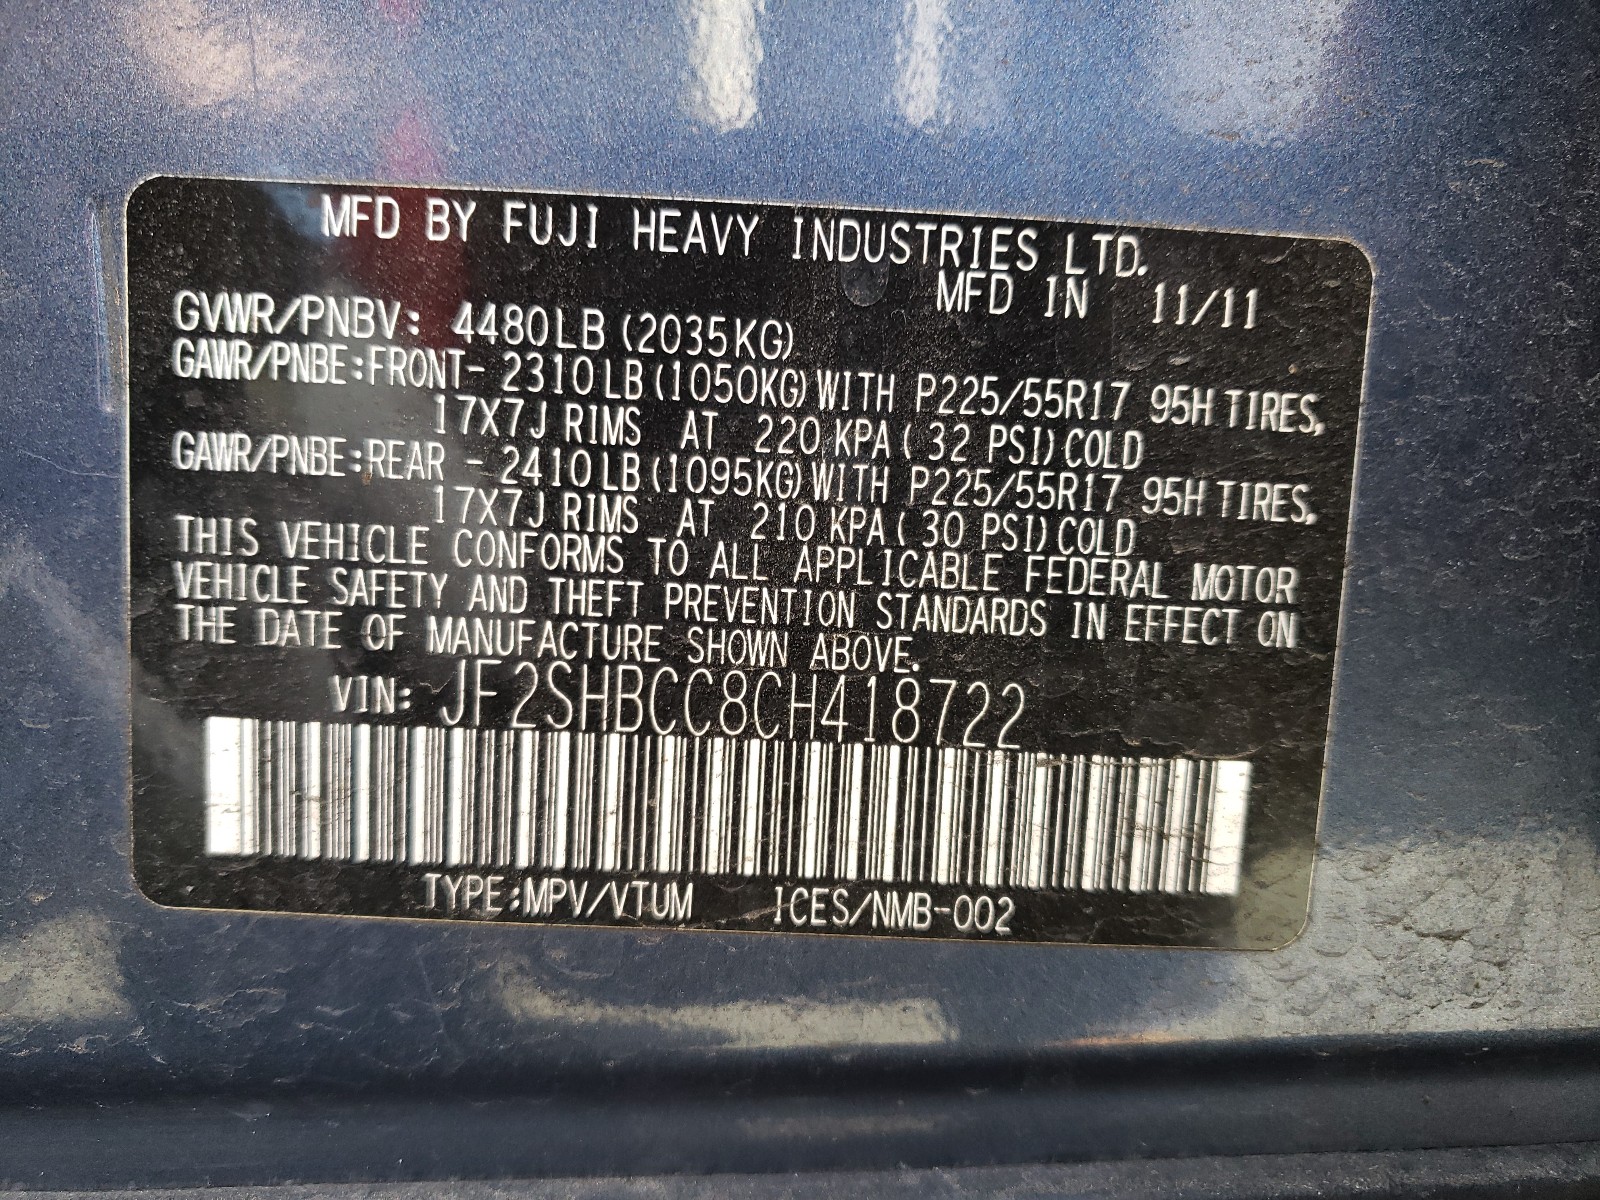 MFD BY FUJI HEAVY INDUSTRIES LTD.
MFD IN 11/11
GVWR/PNBV: 4480LB (2035KG)
GAWR/PNBE:FRONT- 2310LB (1050KG) WITH P225/55R17 95H TIRES,
17X7J RIMS AT 220 KPA ( 32 PSI) COLD
GAWR/PNBE:REAR - 2410LB (1095KG) WITH P225/55R17 95H TIRES,
17X7J RIMS AT 210 KPA ( 30 PSI) COLD
THIS VEHICLE CONFORMS TO ALL APPLICABLE FEDERAL MOTOR
VEHICLE SAFETY AND THEFT PREVENTION STANDARDS IN EFFECT ON
THE DATE OF MANUFACTURE SHOWN ABOVE.
VIN: JF2SHBCC8CH418722
TYPE:MPV/VTUM ICES/NMB-002